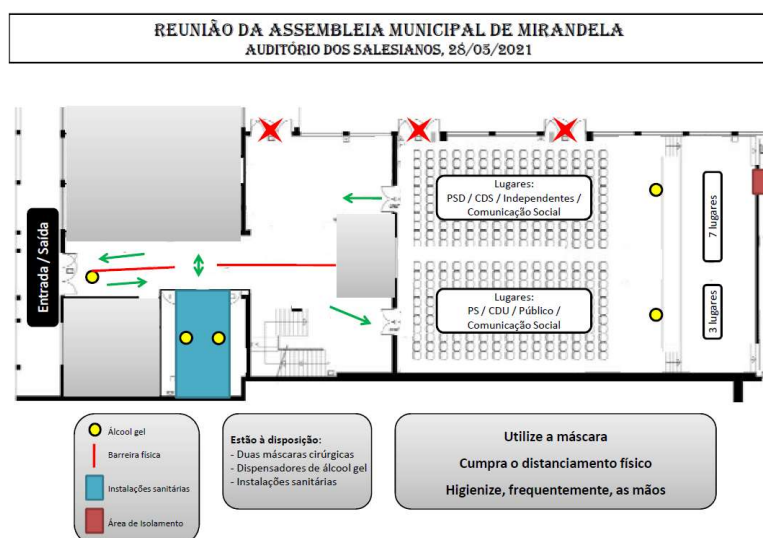 REUNIÃO DA ASSEMBLEIA MUNICIPAL DE MIRANDELA
AUDITÓRIO DOS SALESIANOS, 28/05/2021
Entrada / Saída
Lugares:
PSD / CDS / Independentes /
Comunicação Social
7 lugares
Lugares:
PS / CDU / Público /
Comunicação Social
3 lugares
Álcool gel
Barreira física
Instalações sanitárias
Área de Isolamento
Estão à disposição:
- Duas máscaras cirúrgicas
- Dispensadores de álcool gel
- Instalações sanitárias
Utilize a máscara
Cumpra o distanciamento físico
Higienize, frequentemente, as mãos